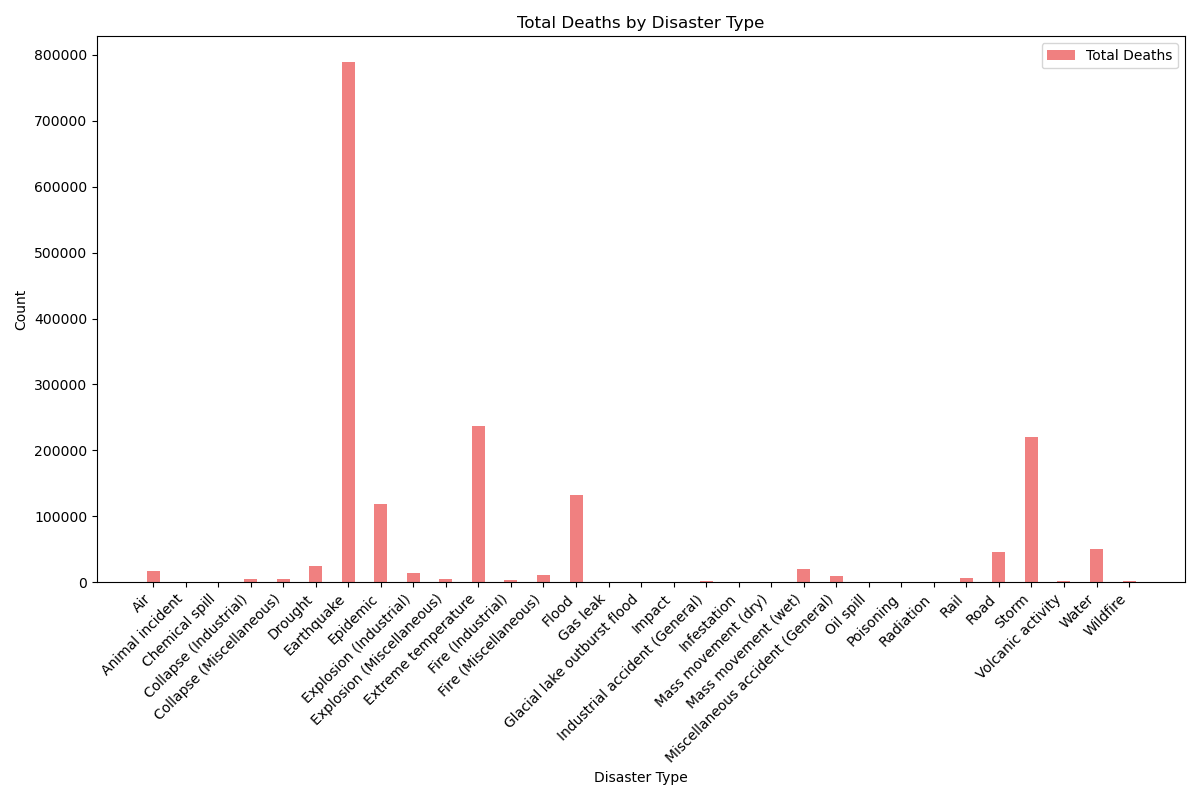 Total Deaths by Disaster Type
Total Deaths
800000
700000
600000
500000
400000
300000
200000
100000
0
Count
Air
Animal incident
Chemical spill
Collapse (Industrial)
Collapse (Miscellaneous)
Drought
Earthquake
Epidemic
Explosion (Industrial)
Explosion (Miscellaneous)
Extreme temperature
Fire (Industrial)
Fire (Miscellaneous)
Flood
Gas leak
Glacial lake outburst flood
Impact
Industrial accident (General)
Infestation
Mass movement (dry)
Mass movement (wet)
Miscellaneous accident (General)
Oil spill
Poisoning
Radiation
Rail
Road
Storm
Volcanic activity
Water
Wildfire
Disaster Type